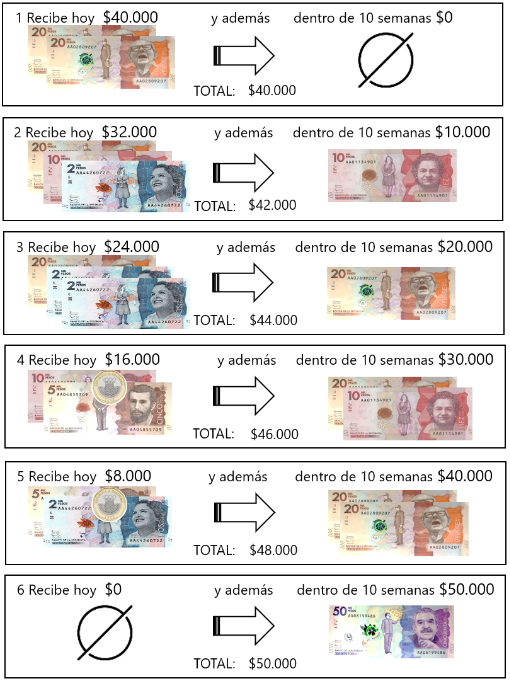 1 Recibe hoy $40.000 y además dentro de 10 semanas $0
TOTAL: $40.000
2 Recibe hoy $32.000 y además dentro de 10 semanas $10.000
TOTAL: $42.000
3 Recibe hoy $24.000 y además dentro de 10 semanas $20.000
TOTAL: $44.000
4 Recibe hoy $16.000 y además dentro de 10 semanas $30.000
TOTAL: $46.000
5 Recibe hoy $8.000 y además dentro de 10 semanas $40.000
TOTAL: $48.000
6 Recibe hoy $0 y además dentro de 10 semanas $50.000
TOTAL: $50.000